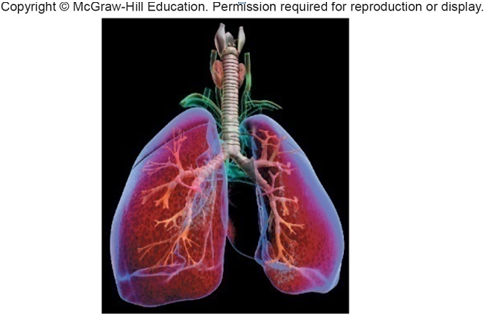 Copyright © McGraw-Hill Education. Permission required for reproduction or display.